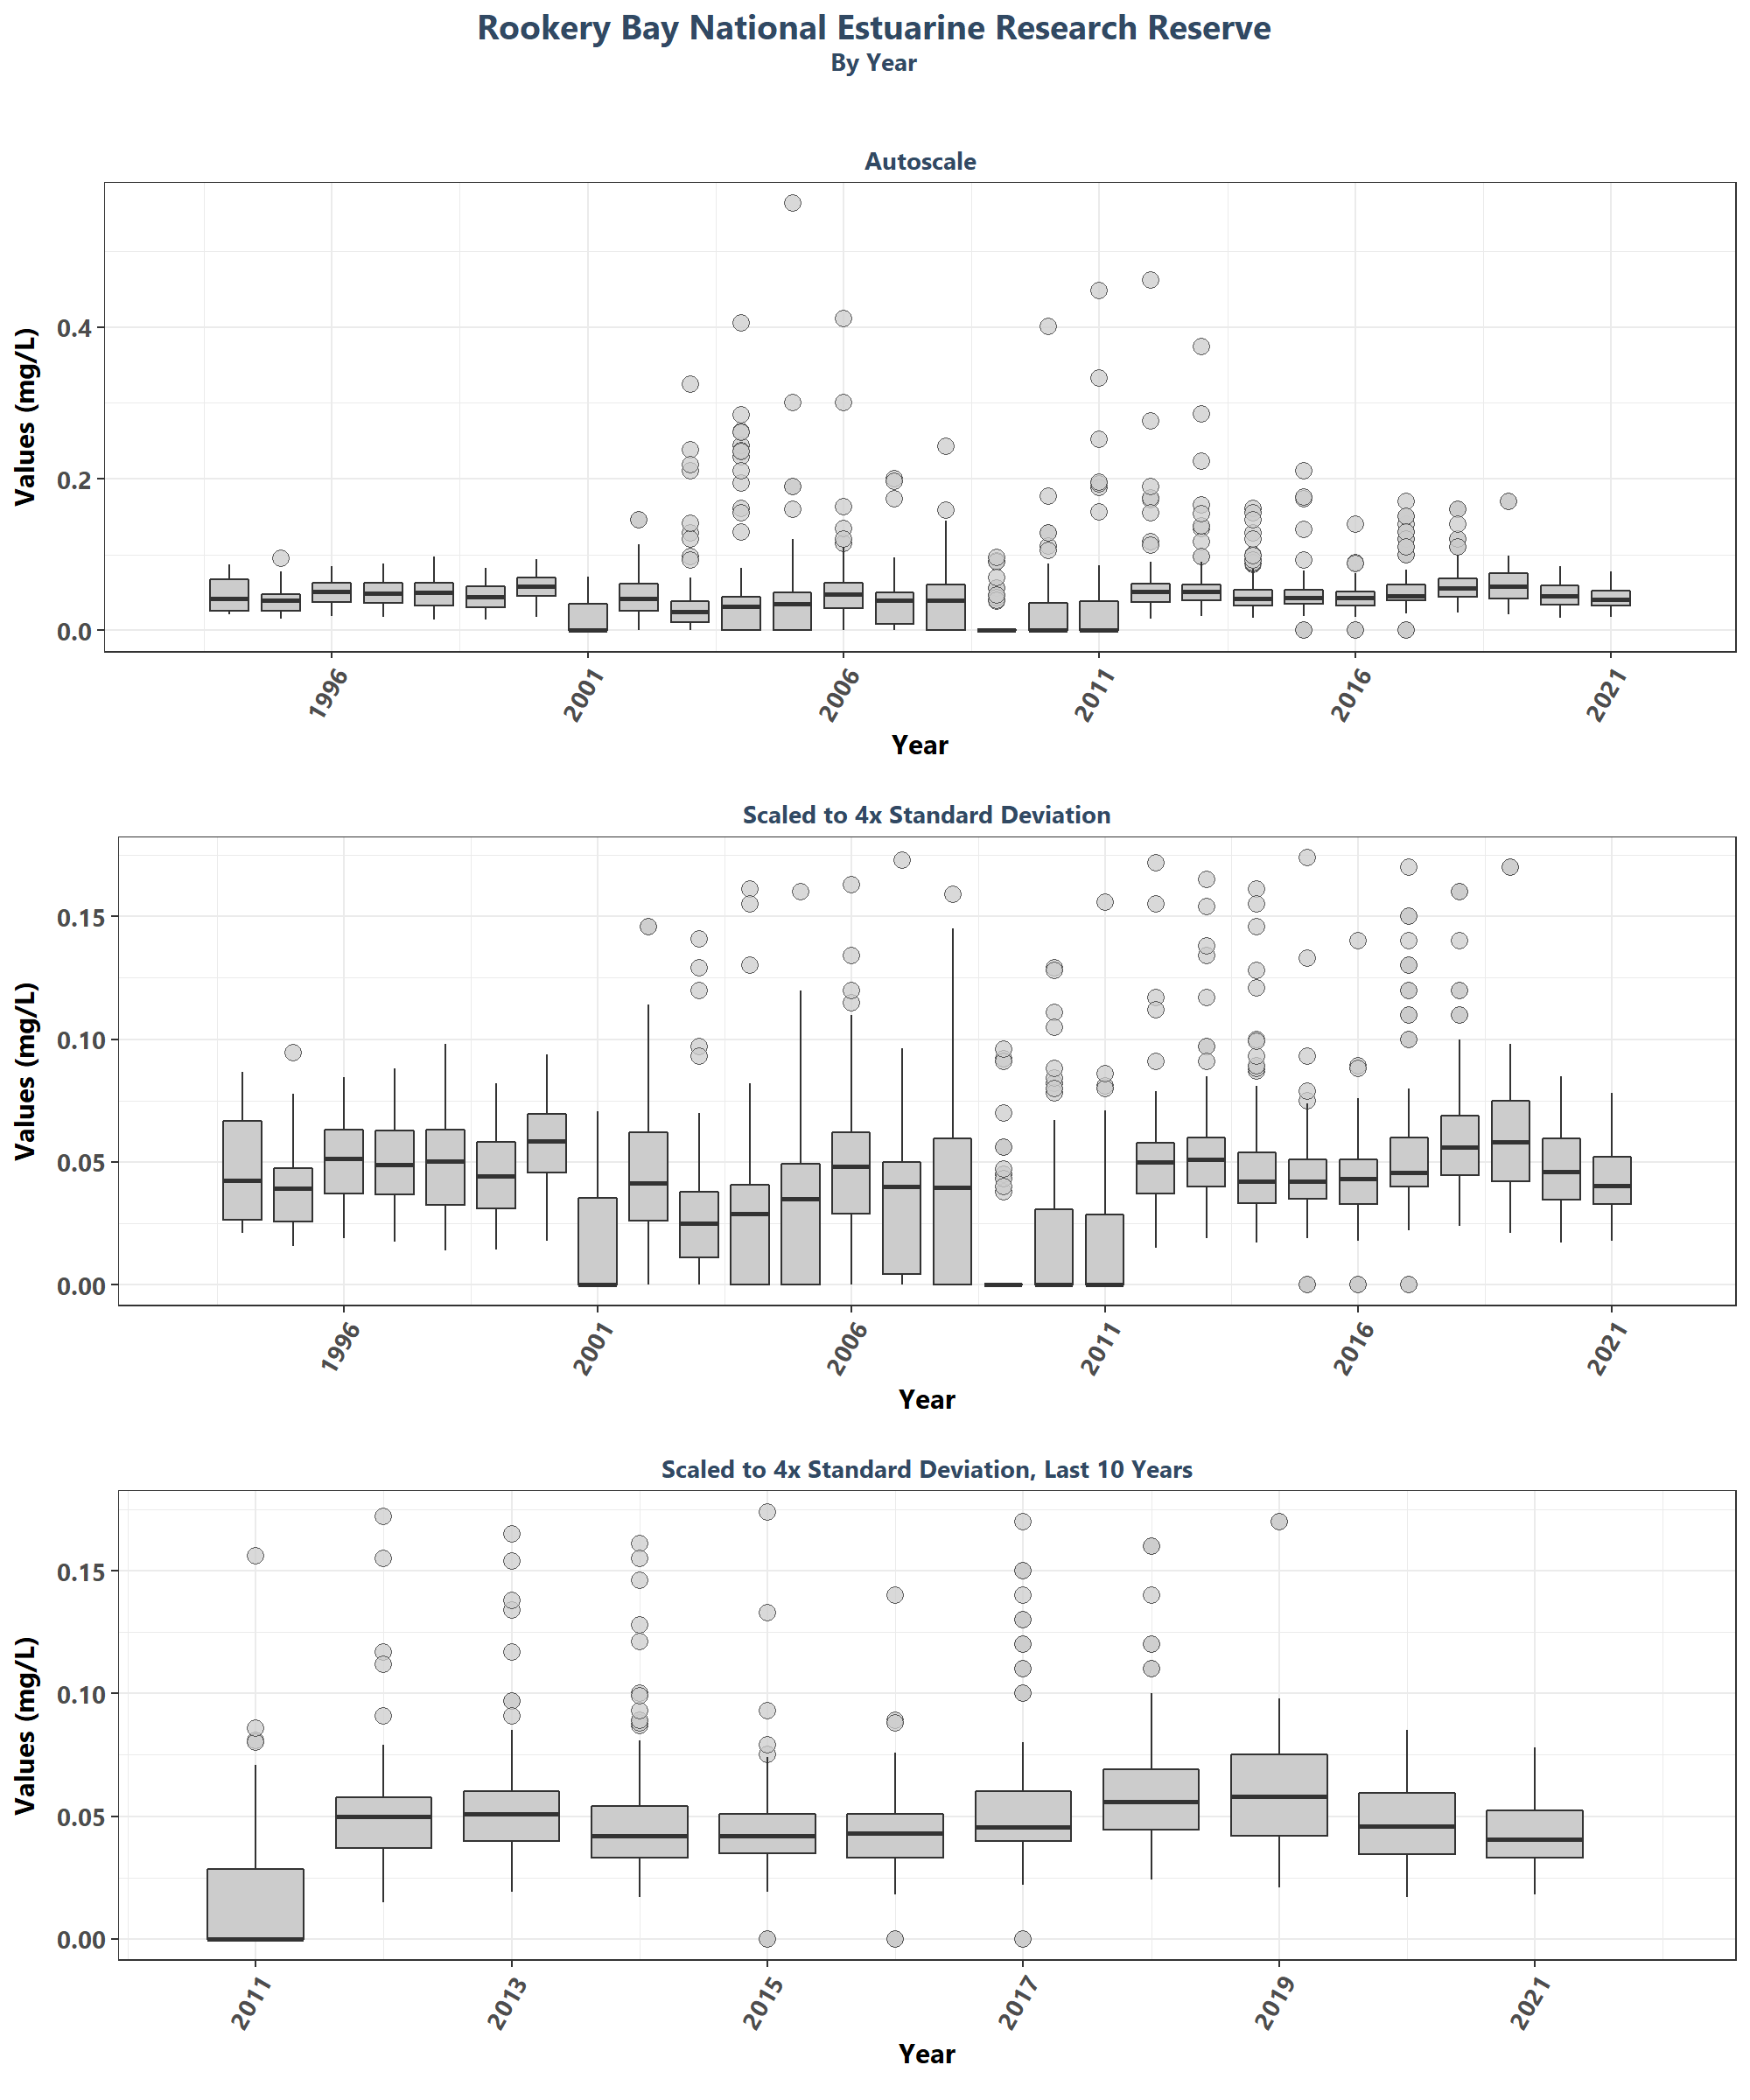 Rookery Bay National Estuarine Research Reserve
By Year
Autoscale
Values (mg/L)
0.4
0.2
0.0
1996 2001 2006 2011 2016 2021
Year
Scaled to 4x Standard Deviation
Values (mg/L)
0.15
0.10
0.05
0.00
1996 2001 2006 2011 2016 2021
Year
Scaled to 4x Standard Deviation, Last 10 Years
Values (mg/L)
0.15
0.10
0.05
0.00
2011 2013 2015 2017 2019 2021
Year